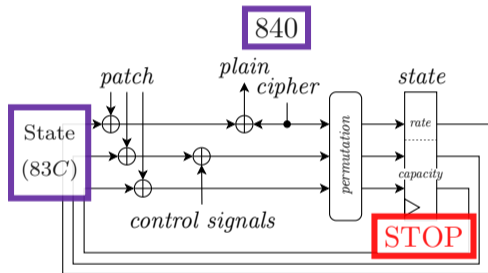 840
patch
plain
cipher
state
State
(83C)
permutation
rate
capacity
control signals
STOP